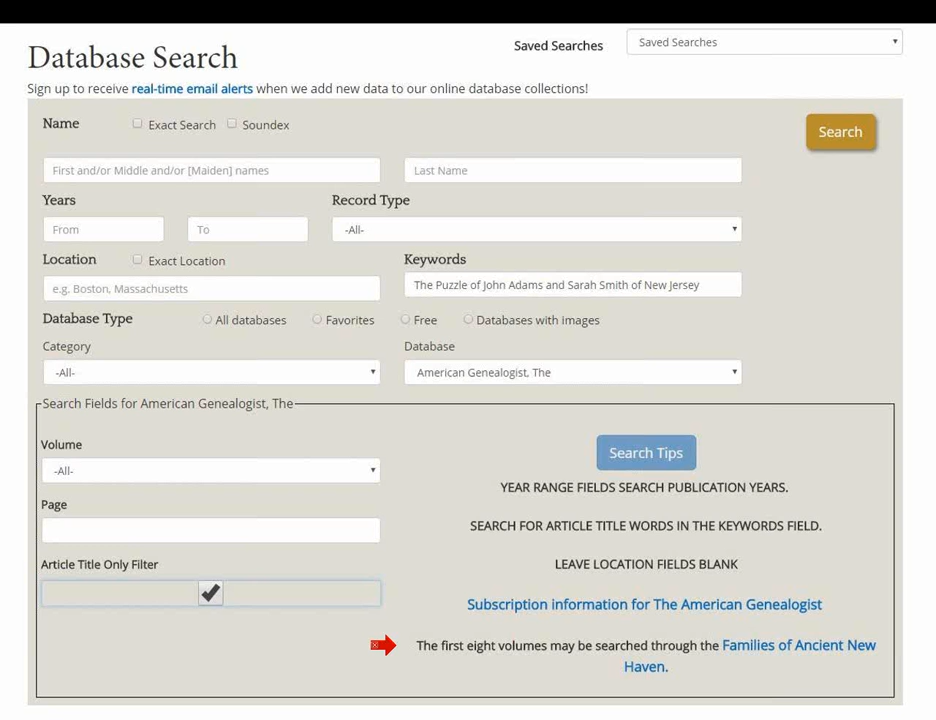 Database Search
Saved Searches
Saved Searches
Sign up to receive real-time email alerts when we add new data to our online database collections!
Name
Exact Search
Soundex
Search
First and/or Middle and/or [Maiden] names
Last Name
Years
Record Type
From
To
-All-
Location
Exact Location
Keywords
e.g. Boston, Massachusetts
The Puzzle of John Adams and Sarah Smith of New Jersey
Database Type
All databases
Favorites
Free
Databases with images
Category
Database
-All-
American Genealogist, The
Search Fields for American Genealogist, The
Volume
-All-
Search Tips
YEAR RANGE FIELDS SEARCH PUBLICATION YEARS.
Page
SEARCH FOR ARTICLE TITLE WORDS IN THE KEYWORDS FIELD.
Article Title Only Filter
LEAVE LOCATION FIELDS BLANK
Subscription information for The American Genealogist
The first eight volumes may be searched through the Families of Ancient New
Haven.